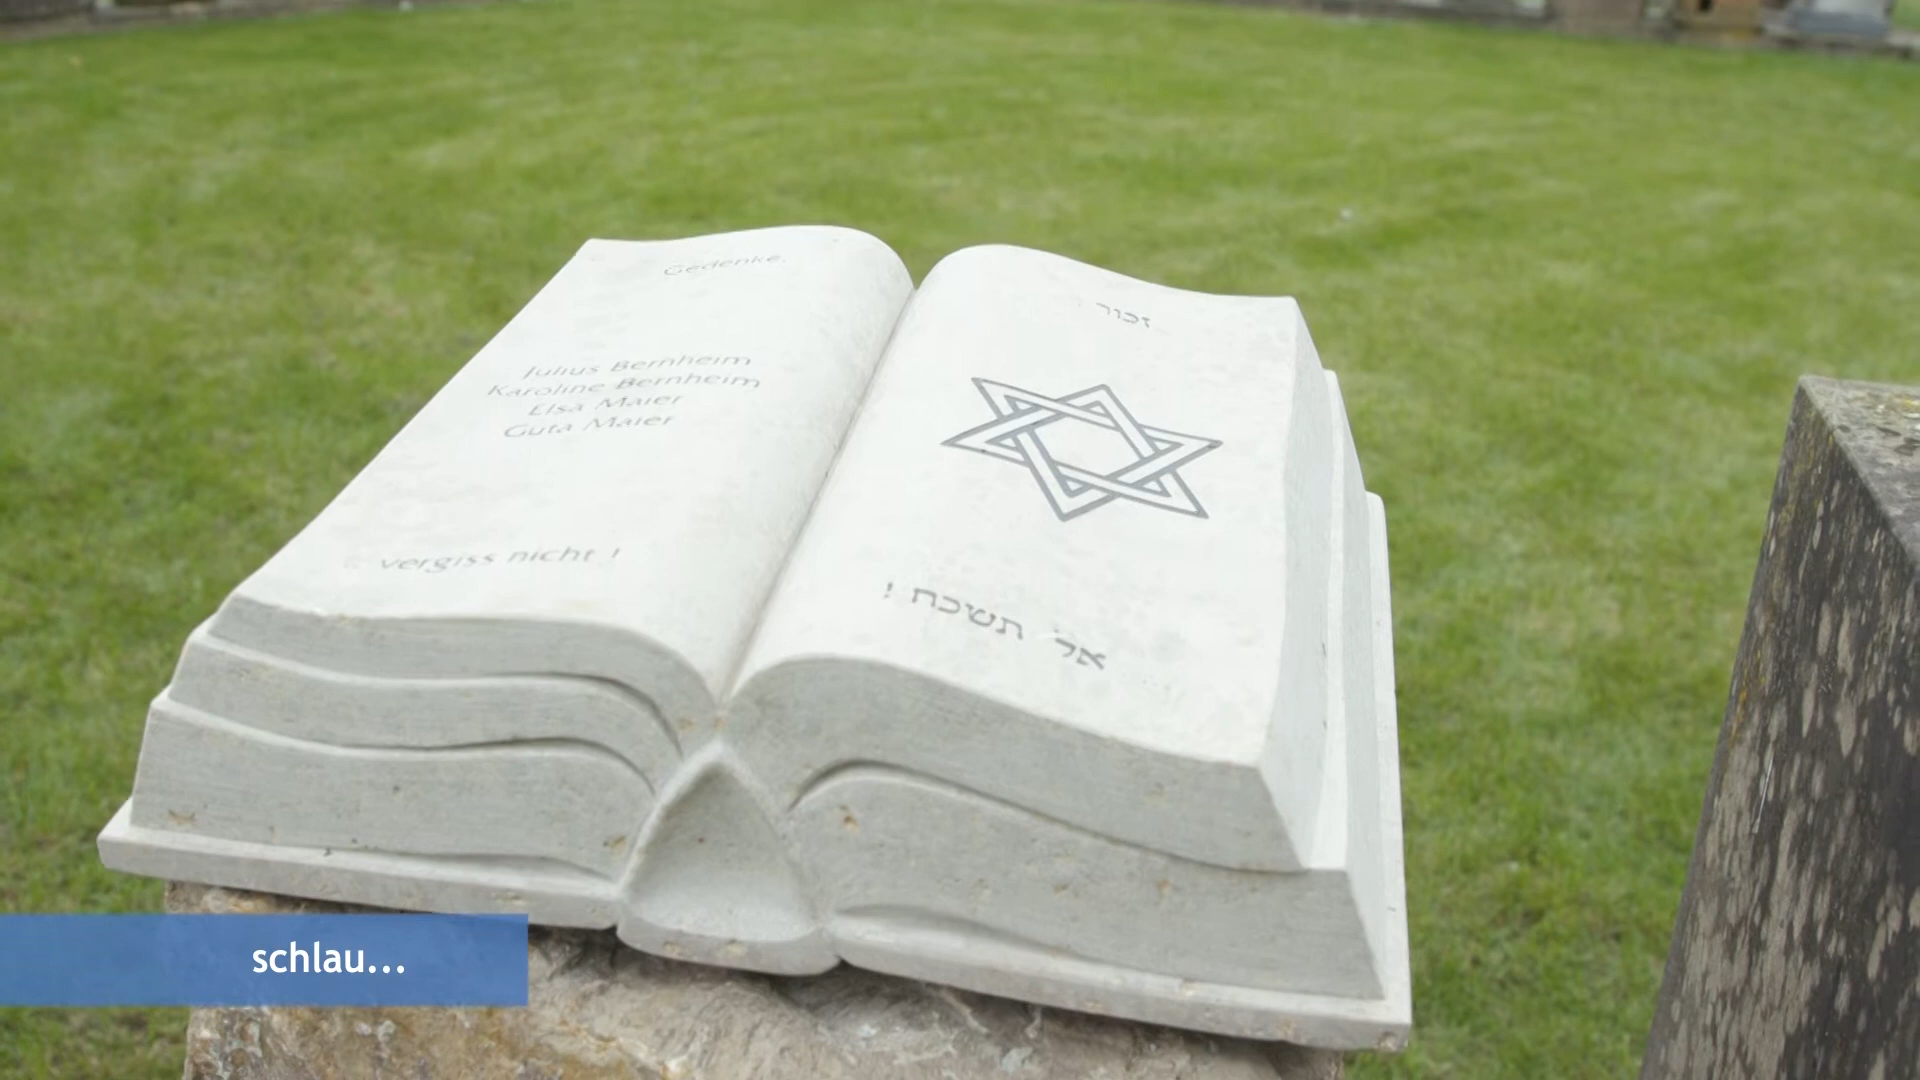 Gedenke,
Julius Bernheim
Karoline Bernheim
Elsa Maier
Guta Maier
vergiss nicht !
זכור
אל תשכח !
schlau...